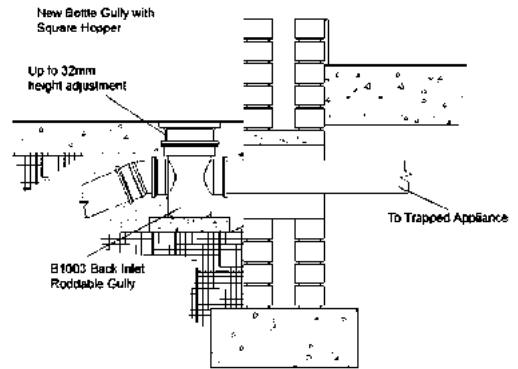 New Bottle Gully with
Square Hopper
Up to 32mm
height adjustment
To Trapped Appliance
B1003 Back Inlet
Roddable Gully